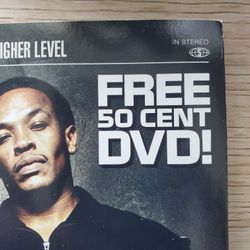 IGHER LEVEL
IN STEREO
FREE
50 CENT
DVD!